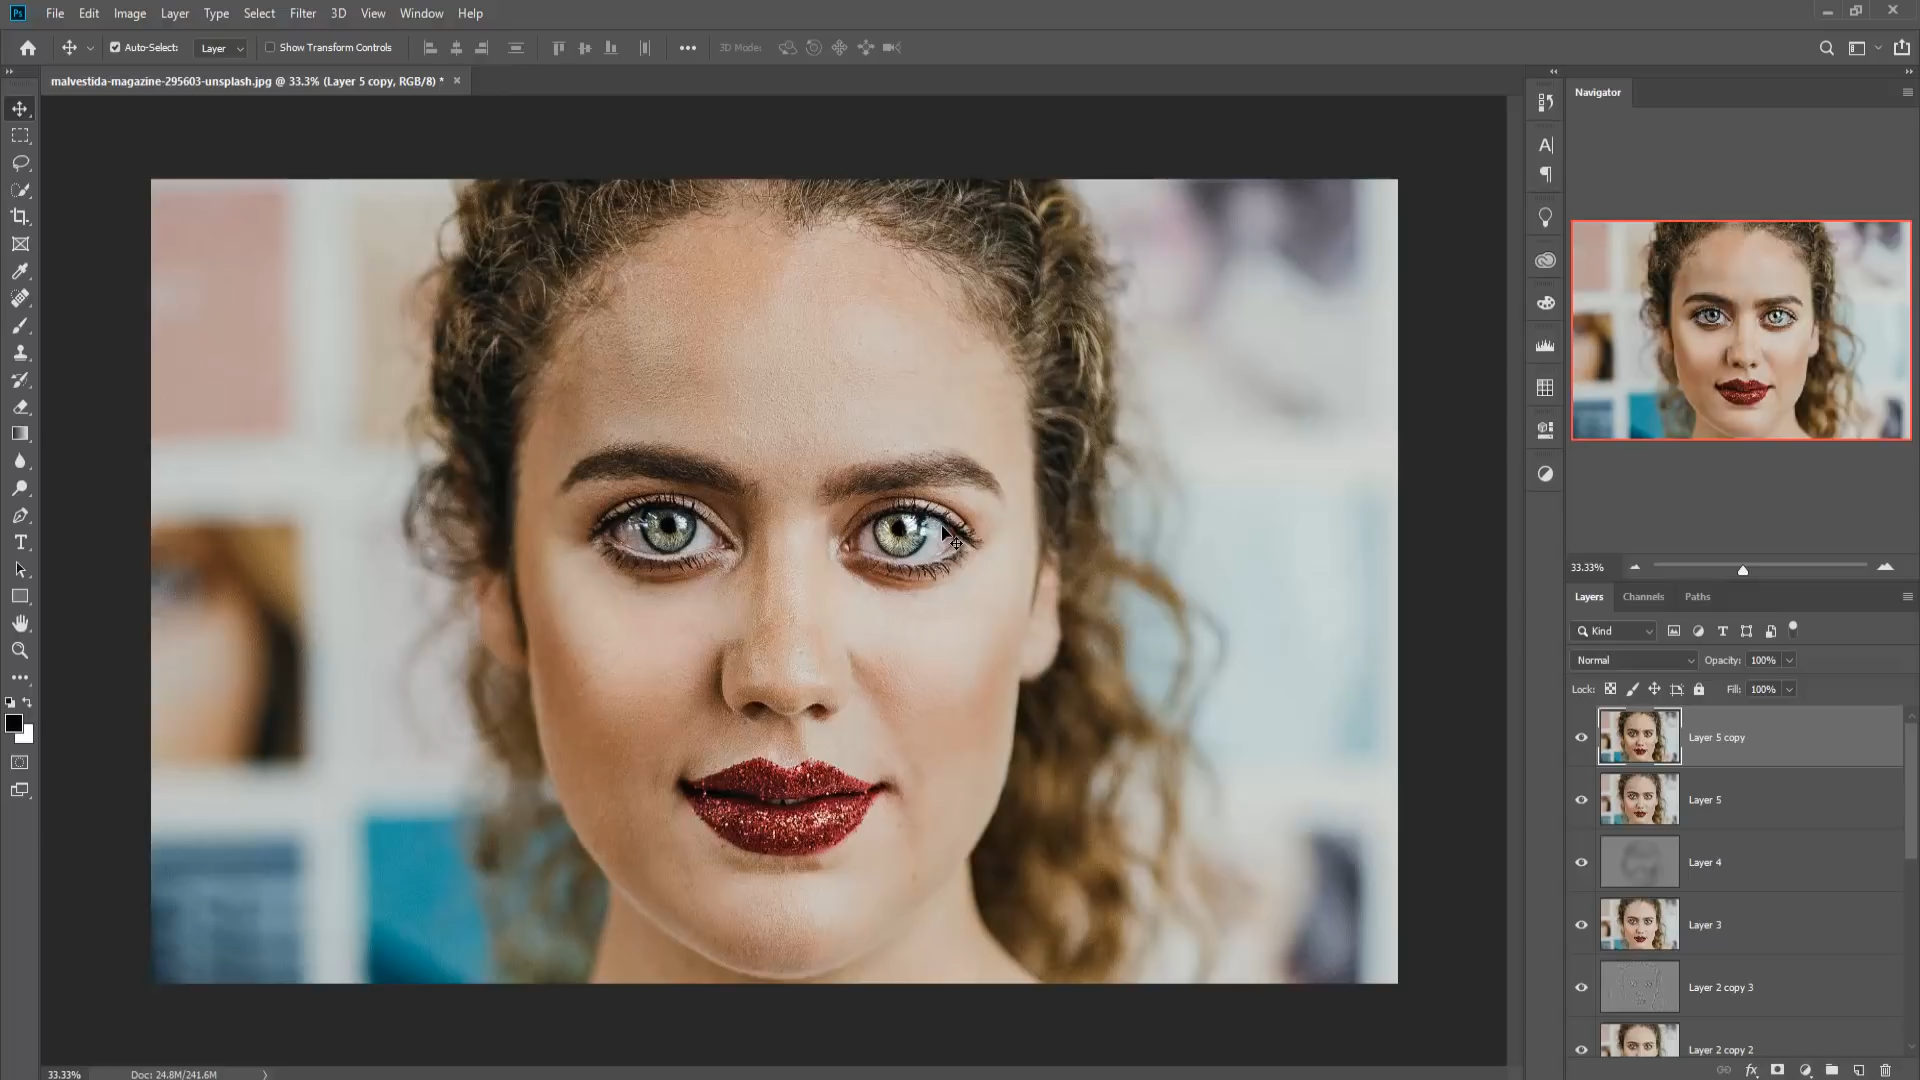 Ps File Edit Image Layer Type Select Filter 3D View Window Help
Auto-Select: Layer Show Transform Controls 3D Mode:
malvestida-magazine-295603-unsplash.jpg @ 33.3% (Layer 5 copy, RGB/8) *
Navigator
33.33%
Layers Channels Paths
Kind
Normal Opacity: 100%
Lock: Fill: 100%
Layer 5 copy
Layer 5
Layer 4
Layer 3
Layer 2 copy 3
Layer 2 copy 2
33.33% Doc: 24.8M/241.6M